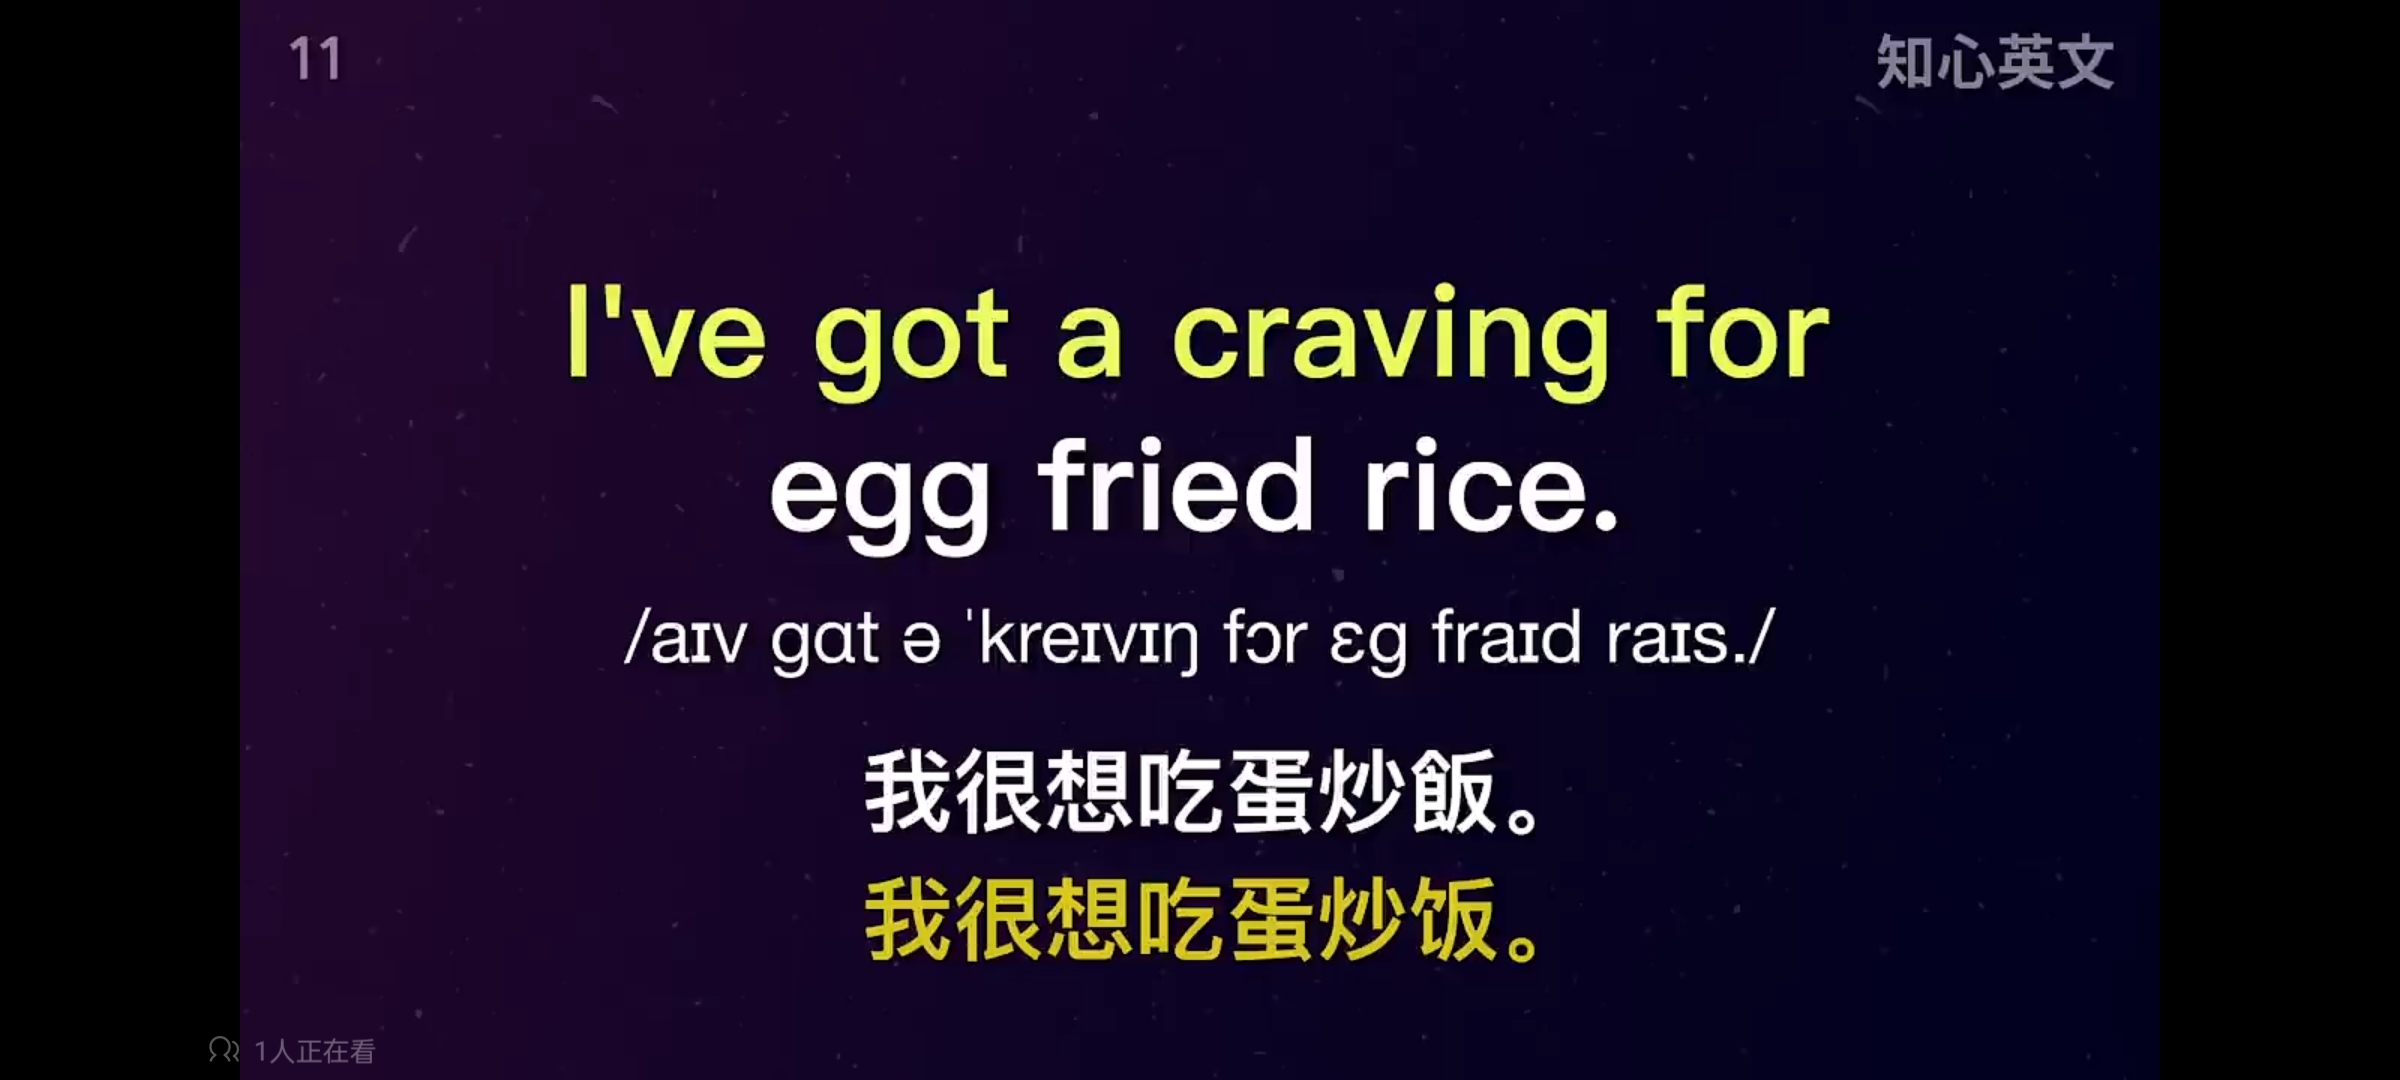 11
知心英文
I've got a craving for
egg fried rice.
/aɪv gɑt ə ˈkreɪvɪŋ fɔr ɛg fraɪd raɪs./
我很想吃蛋炒飯。
我很想吃蛋炒饭。
1人正在看